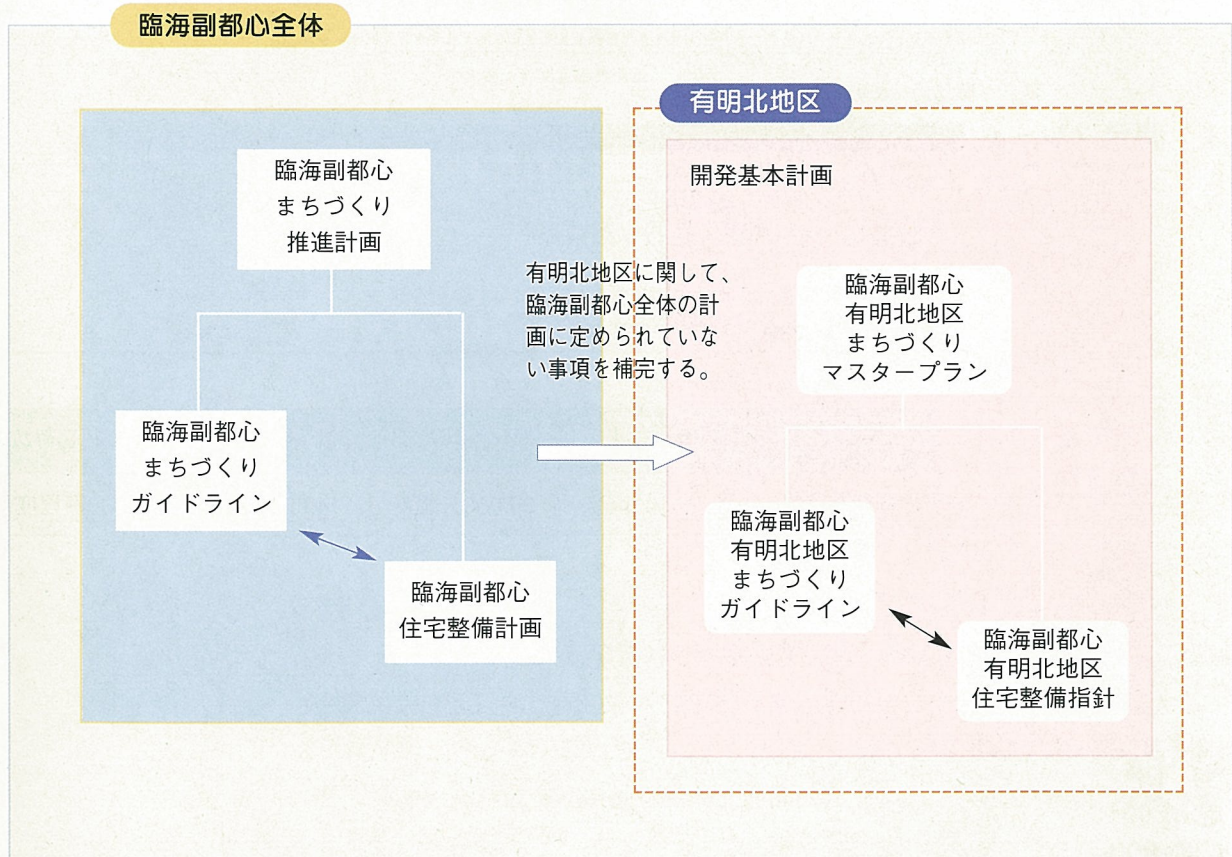 臨海副都心全体
臨海副都心
まちづくり
推進計画
臨海副都心
まちづくり
ガイドライン
臨海副都心
住宅整備計画
有明北地区に関して、
臨海副都心全体の計
画に定められていな
い事項を補完する。
有明北地区
開発基本計画
臨海副都心
有明北地区
まちづくり
マスタープラン
臨海副都心
有明北地区
まちづくり
ガイドライン
臨海副都心
有明北地区
住宅整備指針